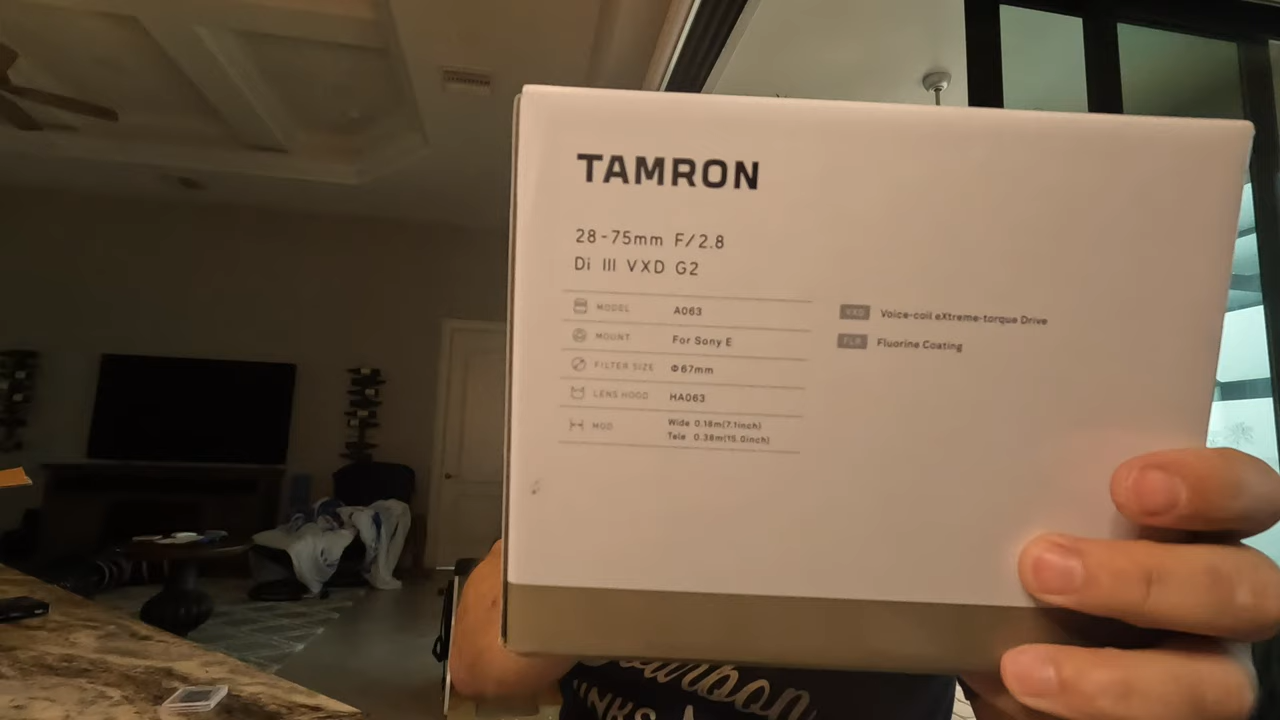 TAMRON
28-75mm F/2.8
Di III VXD G2
MODEL A063
MOUNT For Sony E
FILTER SIZE Φ67mm
LENS HOOD HA063
MOD Wide 0.18m(7.1inch)
Tele 0.38m(15.0inch)
VXD Voice-coil eXtreme-torque Drive
FLR Fluorine Coating
Bourbon